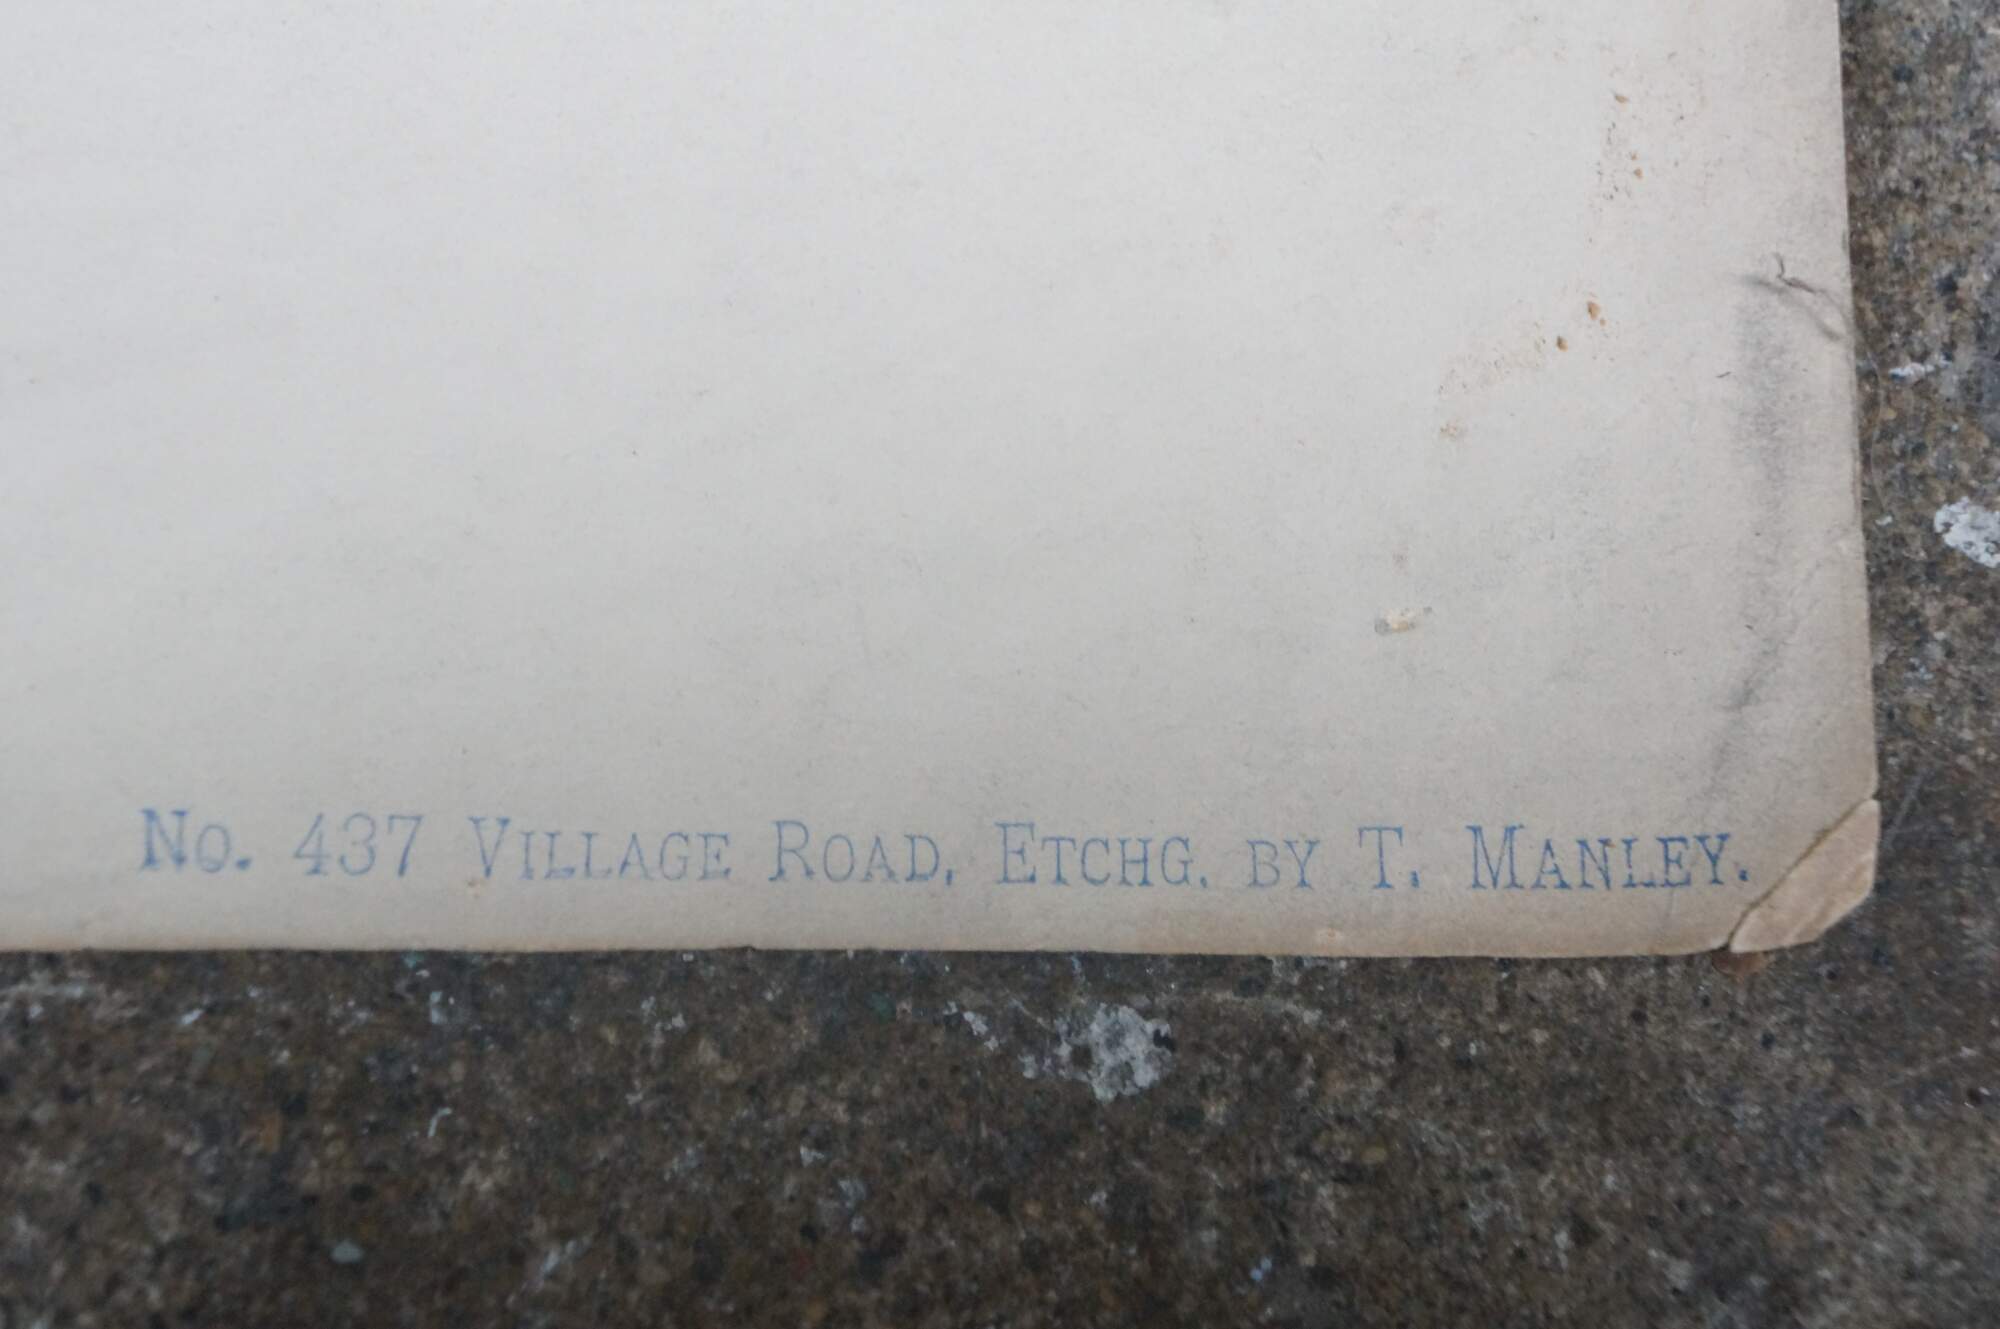 No. 437 Village Road, Etchg. by T. Manley.